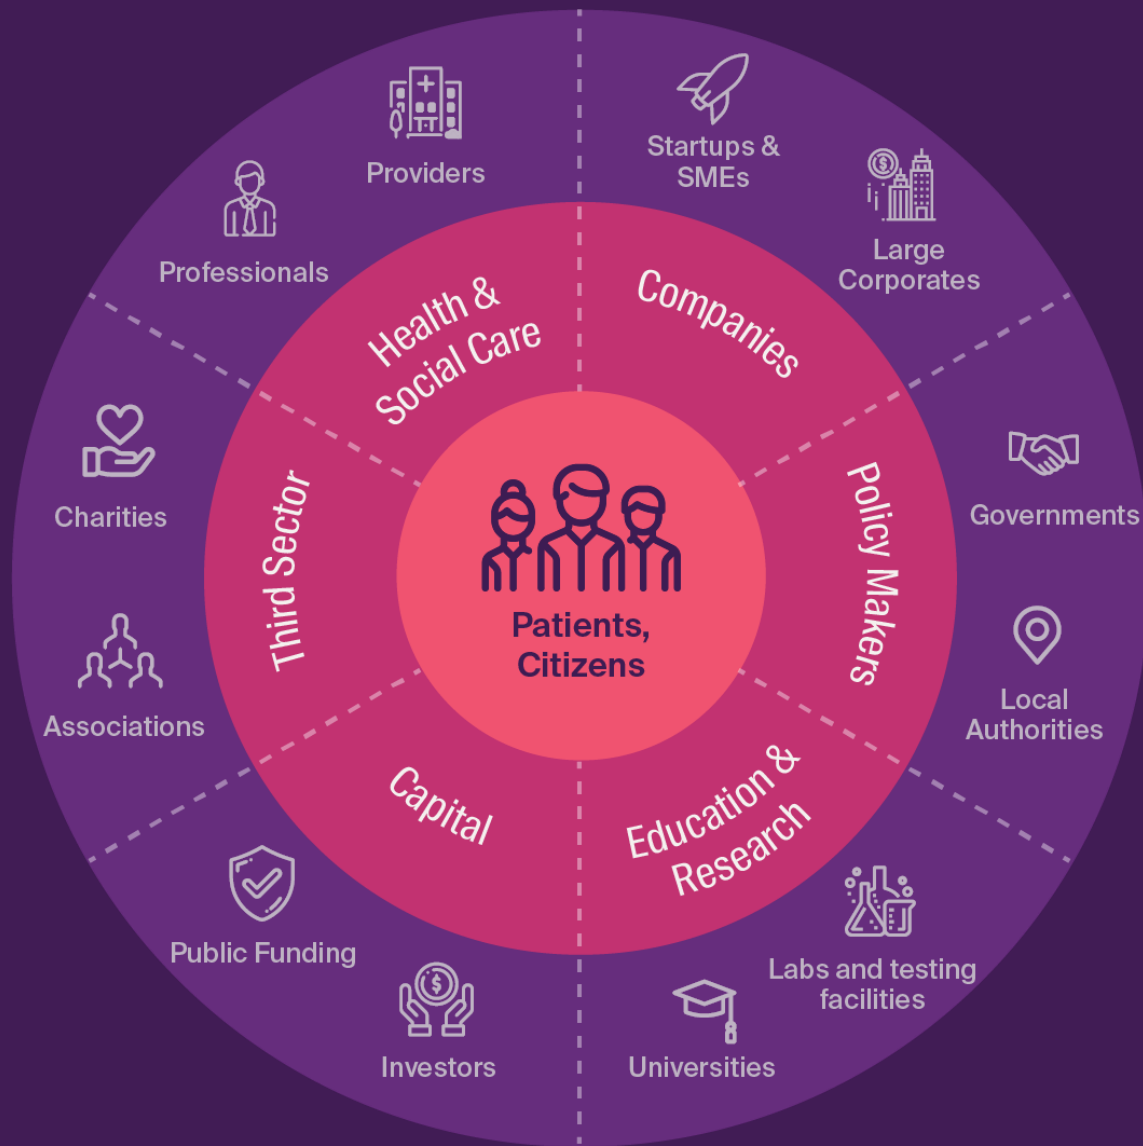 Providers
Professionals
Startups &
SMEs
Large
Corporates
Health &
Social Care
Companies
Charities
Associations
Third Sector
Patients,
Citizens
Policy Makers
Governments
Local
Authorities
Capital
Education &
Research
Public Funding
Investors
Universities
Labs and testing
facilities